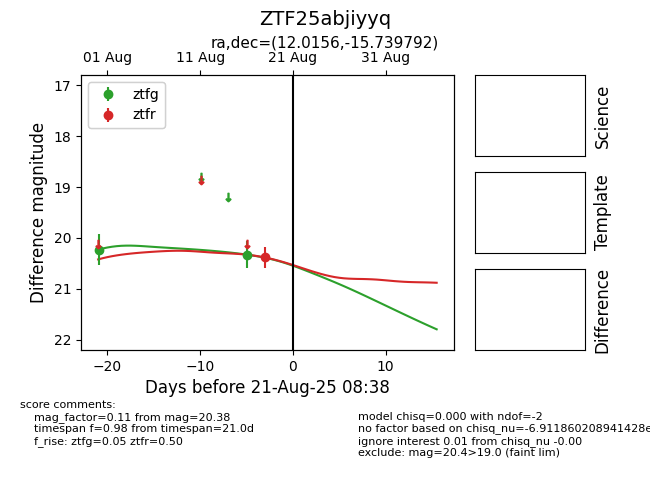 ZTF25abjiyyq
ra,dec=(12.0156,-15.739792)
01 Aug 11 Aug 21 Aug 31 Aug
ztfg
ztfr
17
18
19
20
21
22
Difference magnitude
−20 −10 0 10
Days before 21-Aug-25 08:38
Science
Template
Difference
score comments:
mag_factor=0.11 from mag=20.38
timespan f=0.98 from timespan=21.0d
f_rise: ztfg=0.05 ztfr=0.50
model chisq=0.000 with ndof=-2
no factor based on chisq_nu=-6.911860208941428e
ignore interest 0.01 from chisq_nu -0.00
exclude: mag=20.4>19.0 (faint lim)